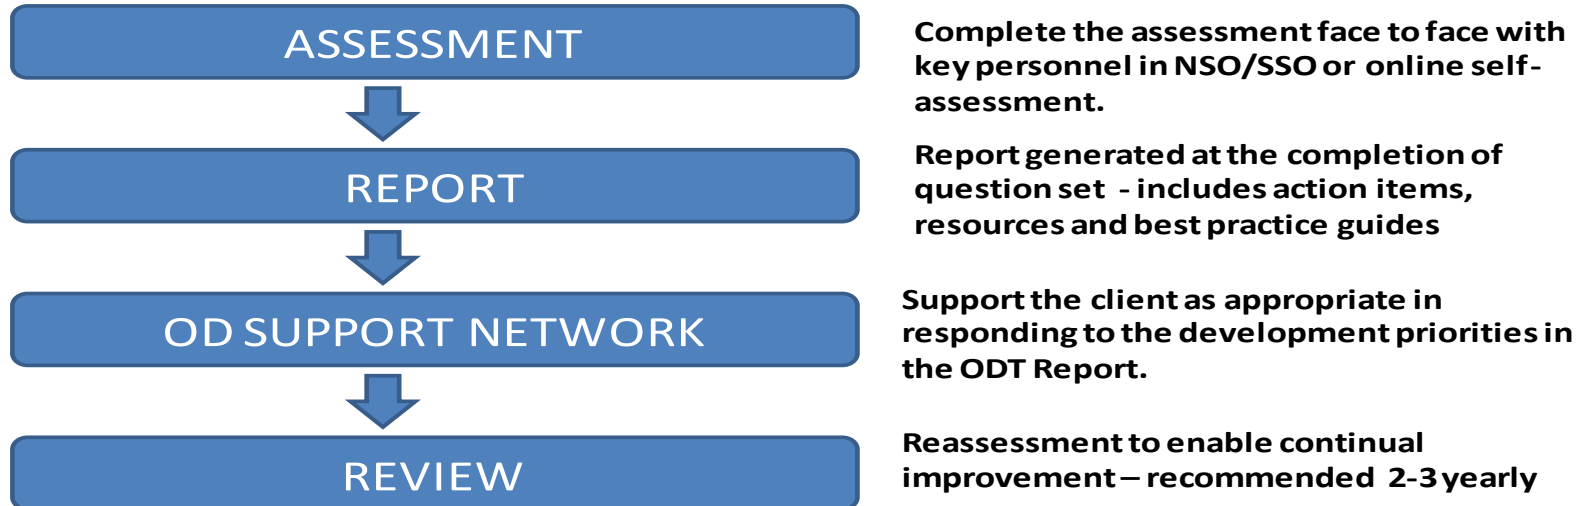 ASSESSMENT
Complete the assessment face to face with
key personnel in NSO/SSO or online self-
assessment.
REPORT
Report generated at the completion of
question set - includes action items,
resources and best practice guides
OD SUPPORT NETWORK
Support the client as appropriate in
responding to the development priorities in
the ODT Report.
REVIEW
Reassessment to enable continual
improvement – recommended 2-3 yearly